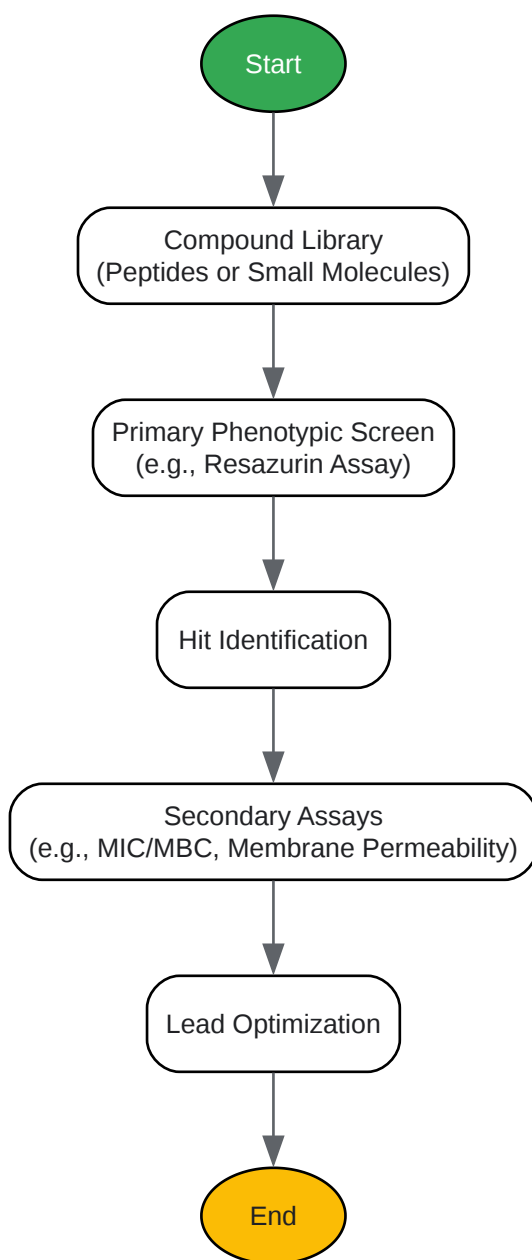 Start
Compound Library
(Peptides or Small Molecules)
Primary Phenotypic Screen
(e.g., Resazurin Assay)
Hit Identification
Secondary Assays
(e.g., MIC/MBC, Membrane Permeability)
Lead Optimization
End